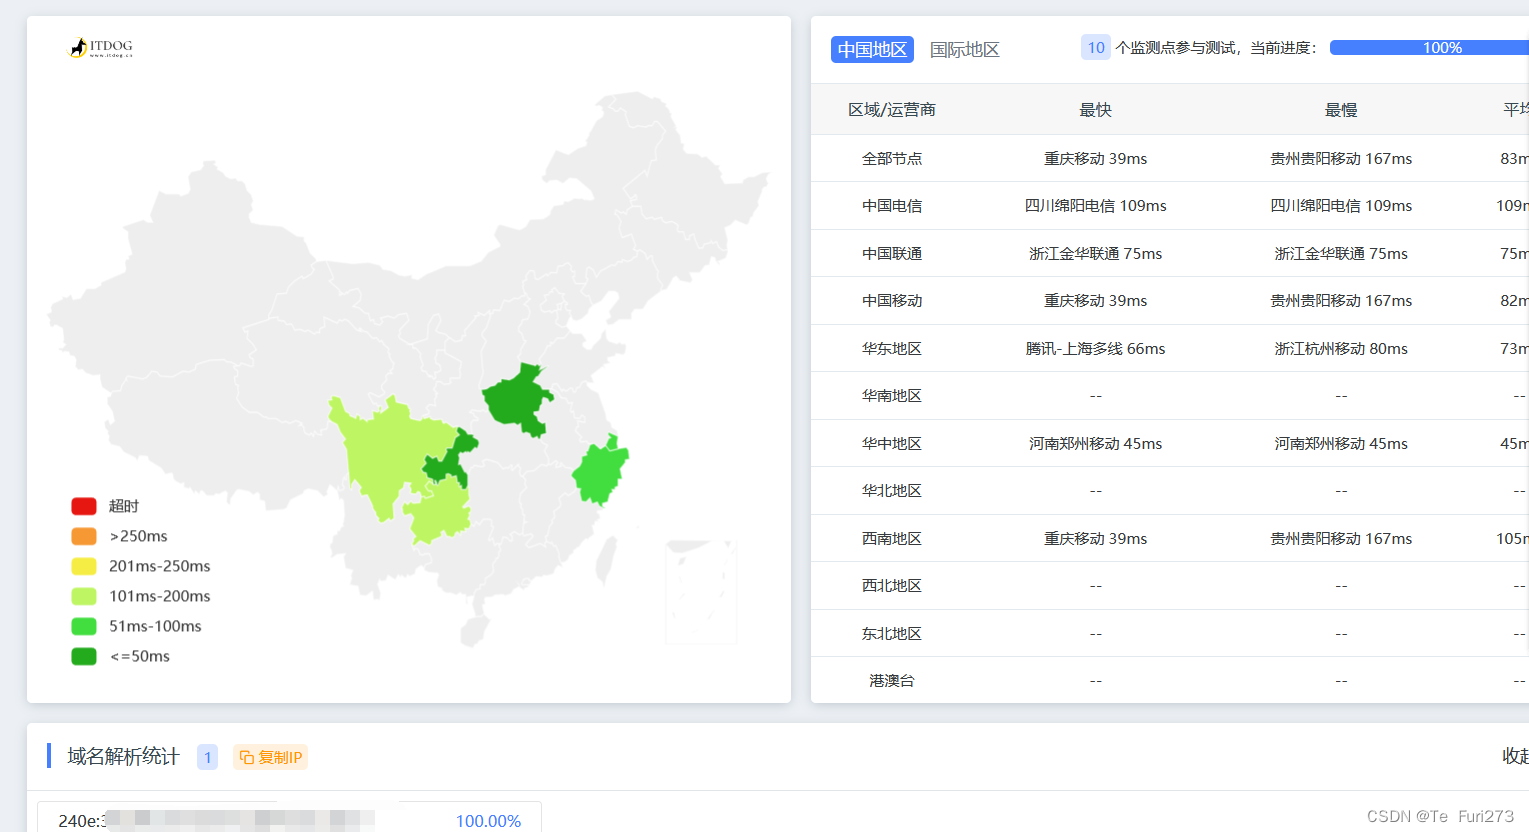 ITDOG
www.itdog.cn
超时
>250ms
201ms-250ms
101ms-200ms
51ms-100ms
<=50ms
中国地区 国际地区 10 个监测点参与测试，当前进度： 100%
区域/运营商 最快 最慢 平均
全部节点 重庆移动 39ms 贵州贵阳移动 167ms 83m
中国电信 四川绵阳电信 109ms 四川绵阳电信 109ms 109m
中国联通 浙江金华联通 75ms 浙江金华联通 75ms 75m
中国移动 重庆移动 39ms 贵州贵阳移动 167ms 82m
华东地区 腾讯-上海多线 66ms 浙江杭州移动 80ms 73m
华南地区 -- -- --
华中地区 河南郑州移动 45ms 河南郑州移动 45ms 45m
华北地区 -- -- --
西南地区 重庆移动 39ms 贵州贵阳移动 167ms 105m
西北地区 -- -- --
东北地区 -- -- --
港澳台 -- -- --
域名解析统计 1 复制IP 收起
240e: 100.00%
CSDN @Te_Furi273